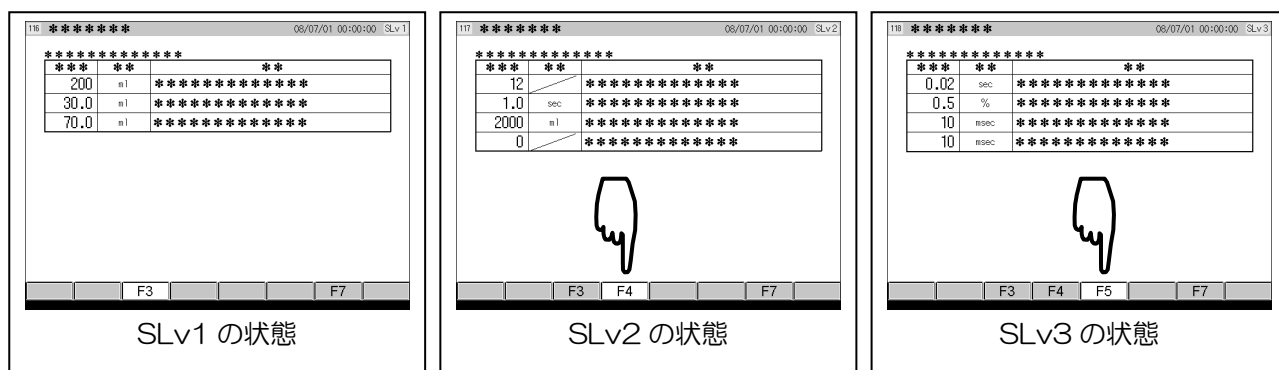 116 ******* 08/07/01 00:00:00 SLv1
*************
*** ** **
200 ml *************
30.0 ml *************
70.0 ml *************
F3 F7
SLv1 の状態
117 ******* 08/07/01 00:00:00 SLv2
*************
*** ** **
12 *************
1.0 sec *************
2000 ml *************
0 *************
F3 F4 F7
SLv2 の状態
118 ******* 08/07/01 00:00:00 SLv3
*************
*** ** **
0.02 sec *************
0.5 % *************
10 msec *************
10 msec *************
F3 F4 F5 F7
SLv3 の状態